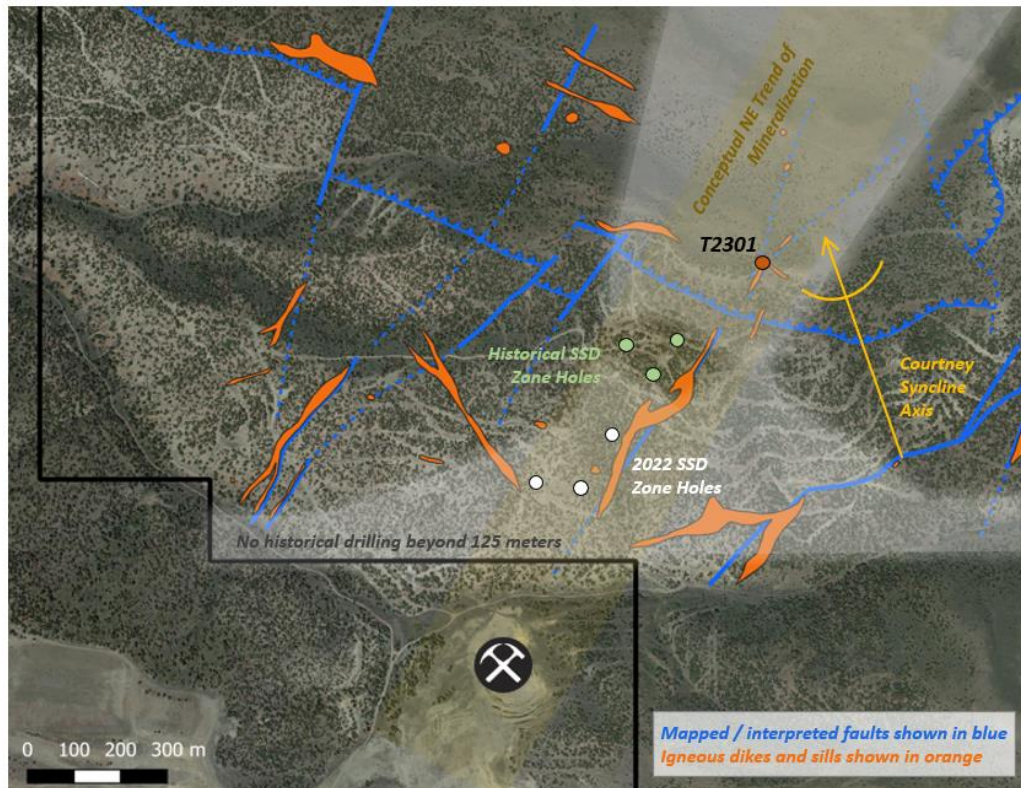 Conceptual NE Trend of
Mineralization
T2301
Historical SSD
Zone Holes
Courtney
Syncline
Axis
2022 SSD
Zone Holes
No historical drilling beyond 125 meters
0 100 200 300 m
Mapped / interpreted faults shown in blue
Igneous dikes and sills shown in orange